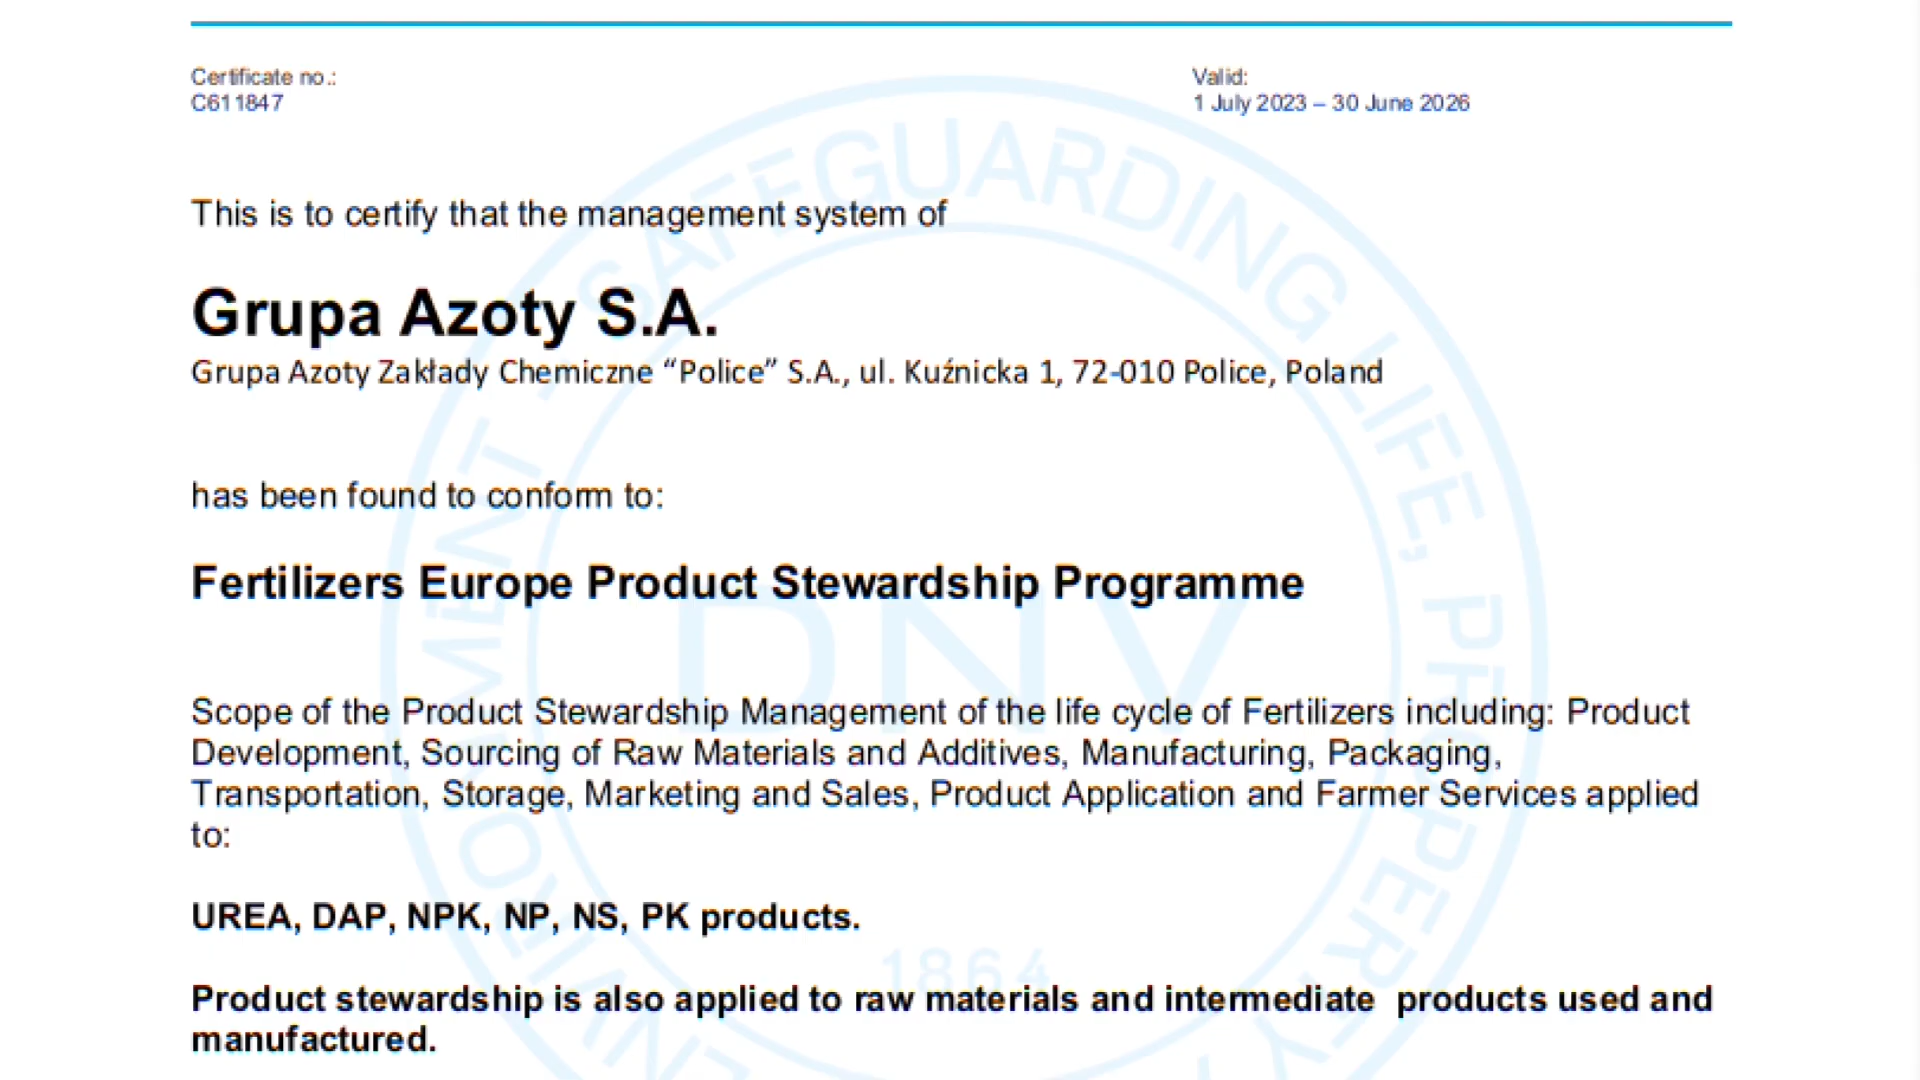 Certificate no.:
C611847
Valid:
1 July 2023 – 30 June 2026
This is to certify that the management system of
Grupa Azoty S.A.
Grupa Azoty Zakłady Chemiczne “Police” S.A., ul. Kuźnicka 1, 72-010 Police, Poland
has been found to conform to:
Fertilizers Europe Product Stewardship Programme
Scope of the Product Stewardship Management of the life cycle of Fertilizers including: Product
Development, Sourcing of Raw Materials and Additives, Manufacturing, Packaging,
Transportation, Storage, Marketing and Sales, Product Application and Farmer Services applied
to:
UREA, DAP, NPK, NP, NS, PK products.
Product stewardship is also applied to raw materials and intermediate products used and
manufactured.
SAFEGUARDING LIFE, PROPERTY
DNV
1864